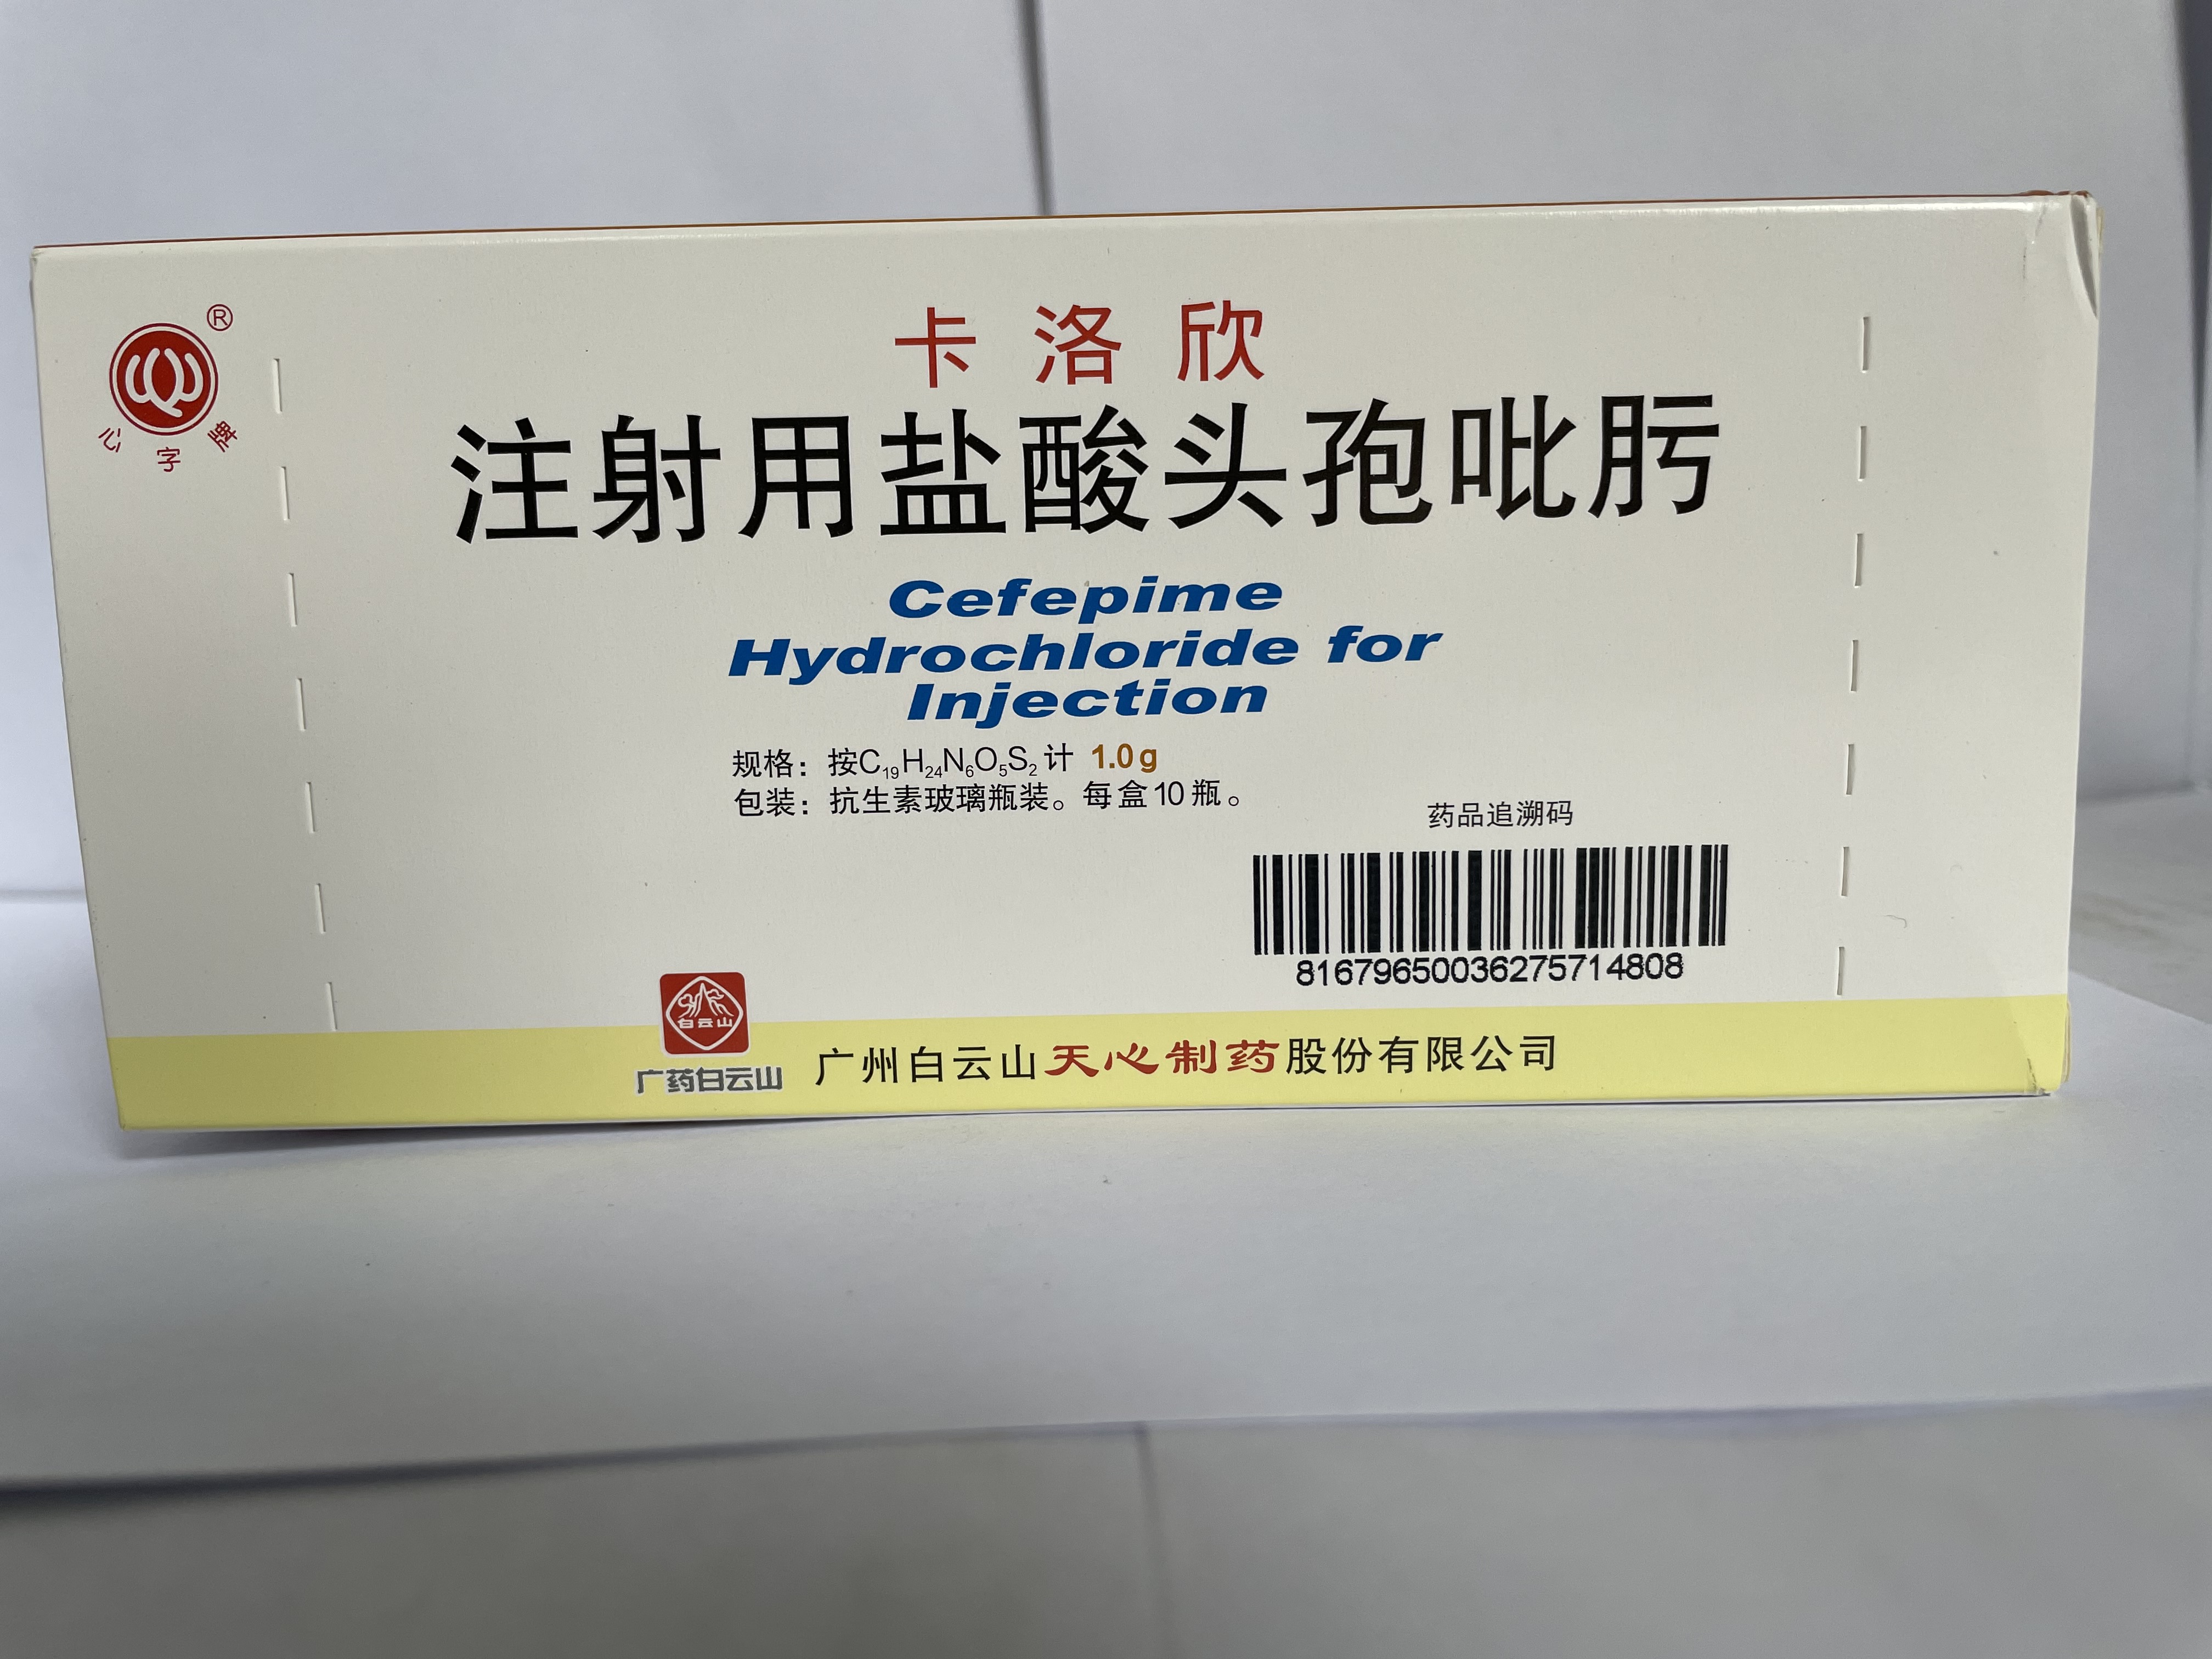 ®
心字牌
卡洛欣
注射用盐酸头孢吡肟
Cefepime
Hydrochloride for
Injection
规格：按C₁₉H₂₄N₆O₅S₂计 1.0g
包装：抗生素玻璃瓶装。每盒10瓶。
药品追溯码
81679650036275714808
白云山
广药白云山
广州白云山天心制药股份有限公司